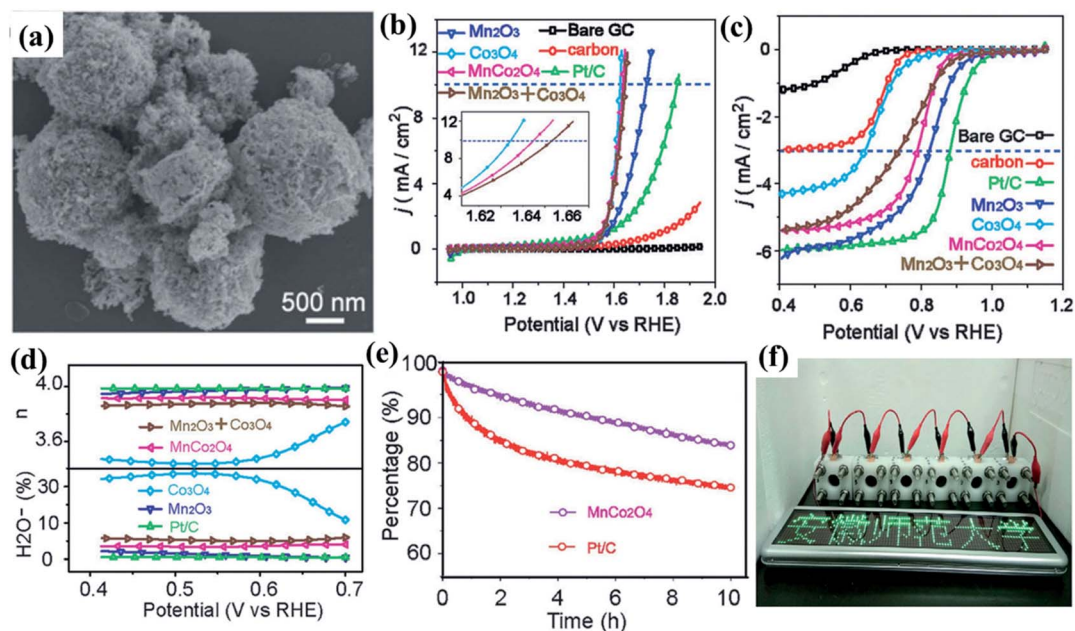 (a)
500 nm
(b)
Mn2O3
Bare GC
Co3O4
carbon
MnCo2O4
Pt/C
Mn2O3+Co3O4
12
8
4
0
j ( mA / cm2 )
12
10
8
6
4
1.62
1.64
1.66
1.0
1.2
1.4
1.6
1.8
2.0
Potential (V vs RHE)
(c)
0
-2
-4
-6
j ( mA / cm2)
Bare GC
carbon
Pt/C
Mn2O3
Co3O4
MnCo2O4
Mn2O3+Co3O4
0.4
0.6
0.8
1.0
1.2
Potential (V vs RHE)
(d)
4.0
3.6
n
Mn2O3+Co3O4
MnCo2O4
30
10
0
H2O- (%)
Co3O4
Mn2O3
Pt/C
0.4
0.5
0.6
0.7
Potential (V vs RHE)
(e)
100
90
80
70
60
Percentage (%)
MnCo2O4
Pt/C
0
2
4
6
8
10
Time (h)
(f)
安徽师范大学